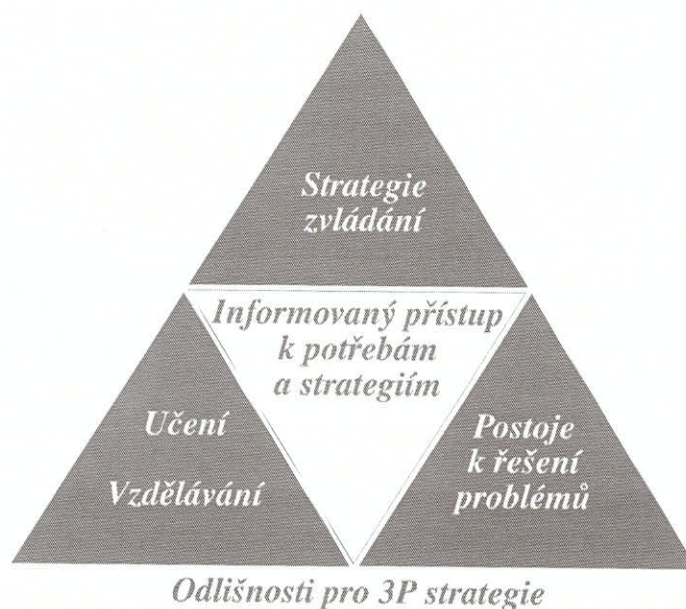 Strategie
zvládání
Informovaný přístup
k potřebám
a strategiím
Učení
Vzdělávání
Postoje
k řešení
problémů
Odlišnosti pro 3P strategie